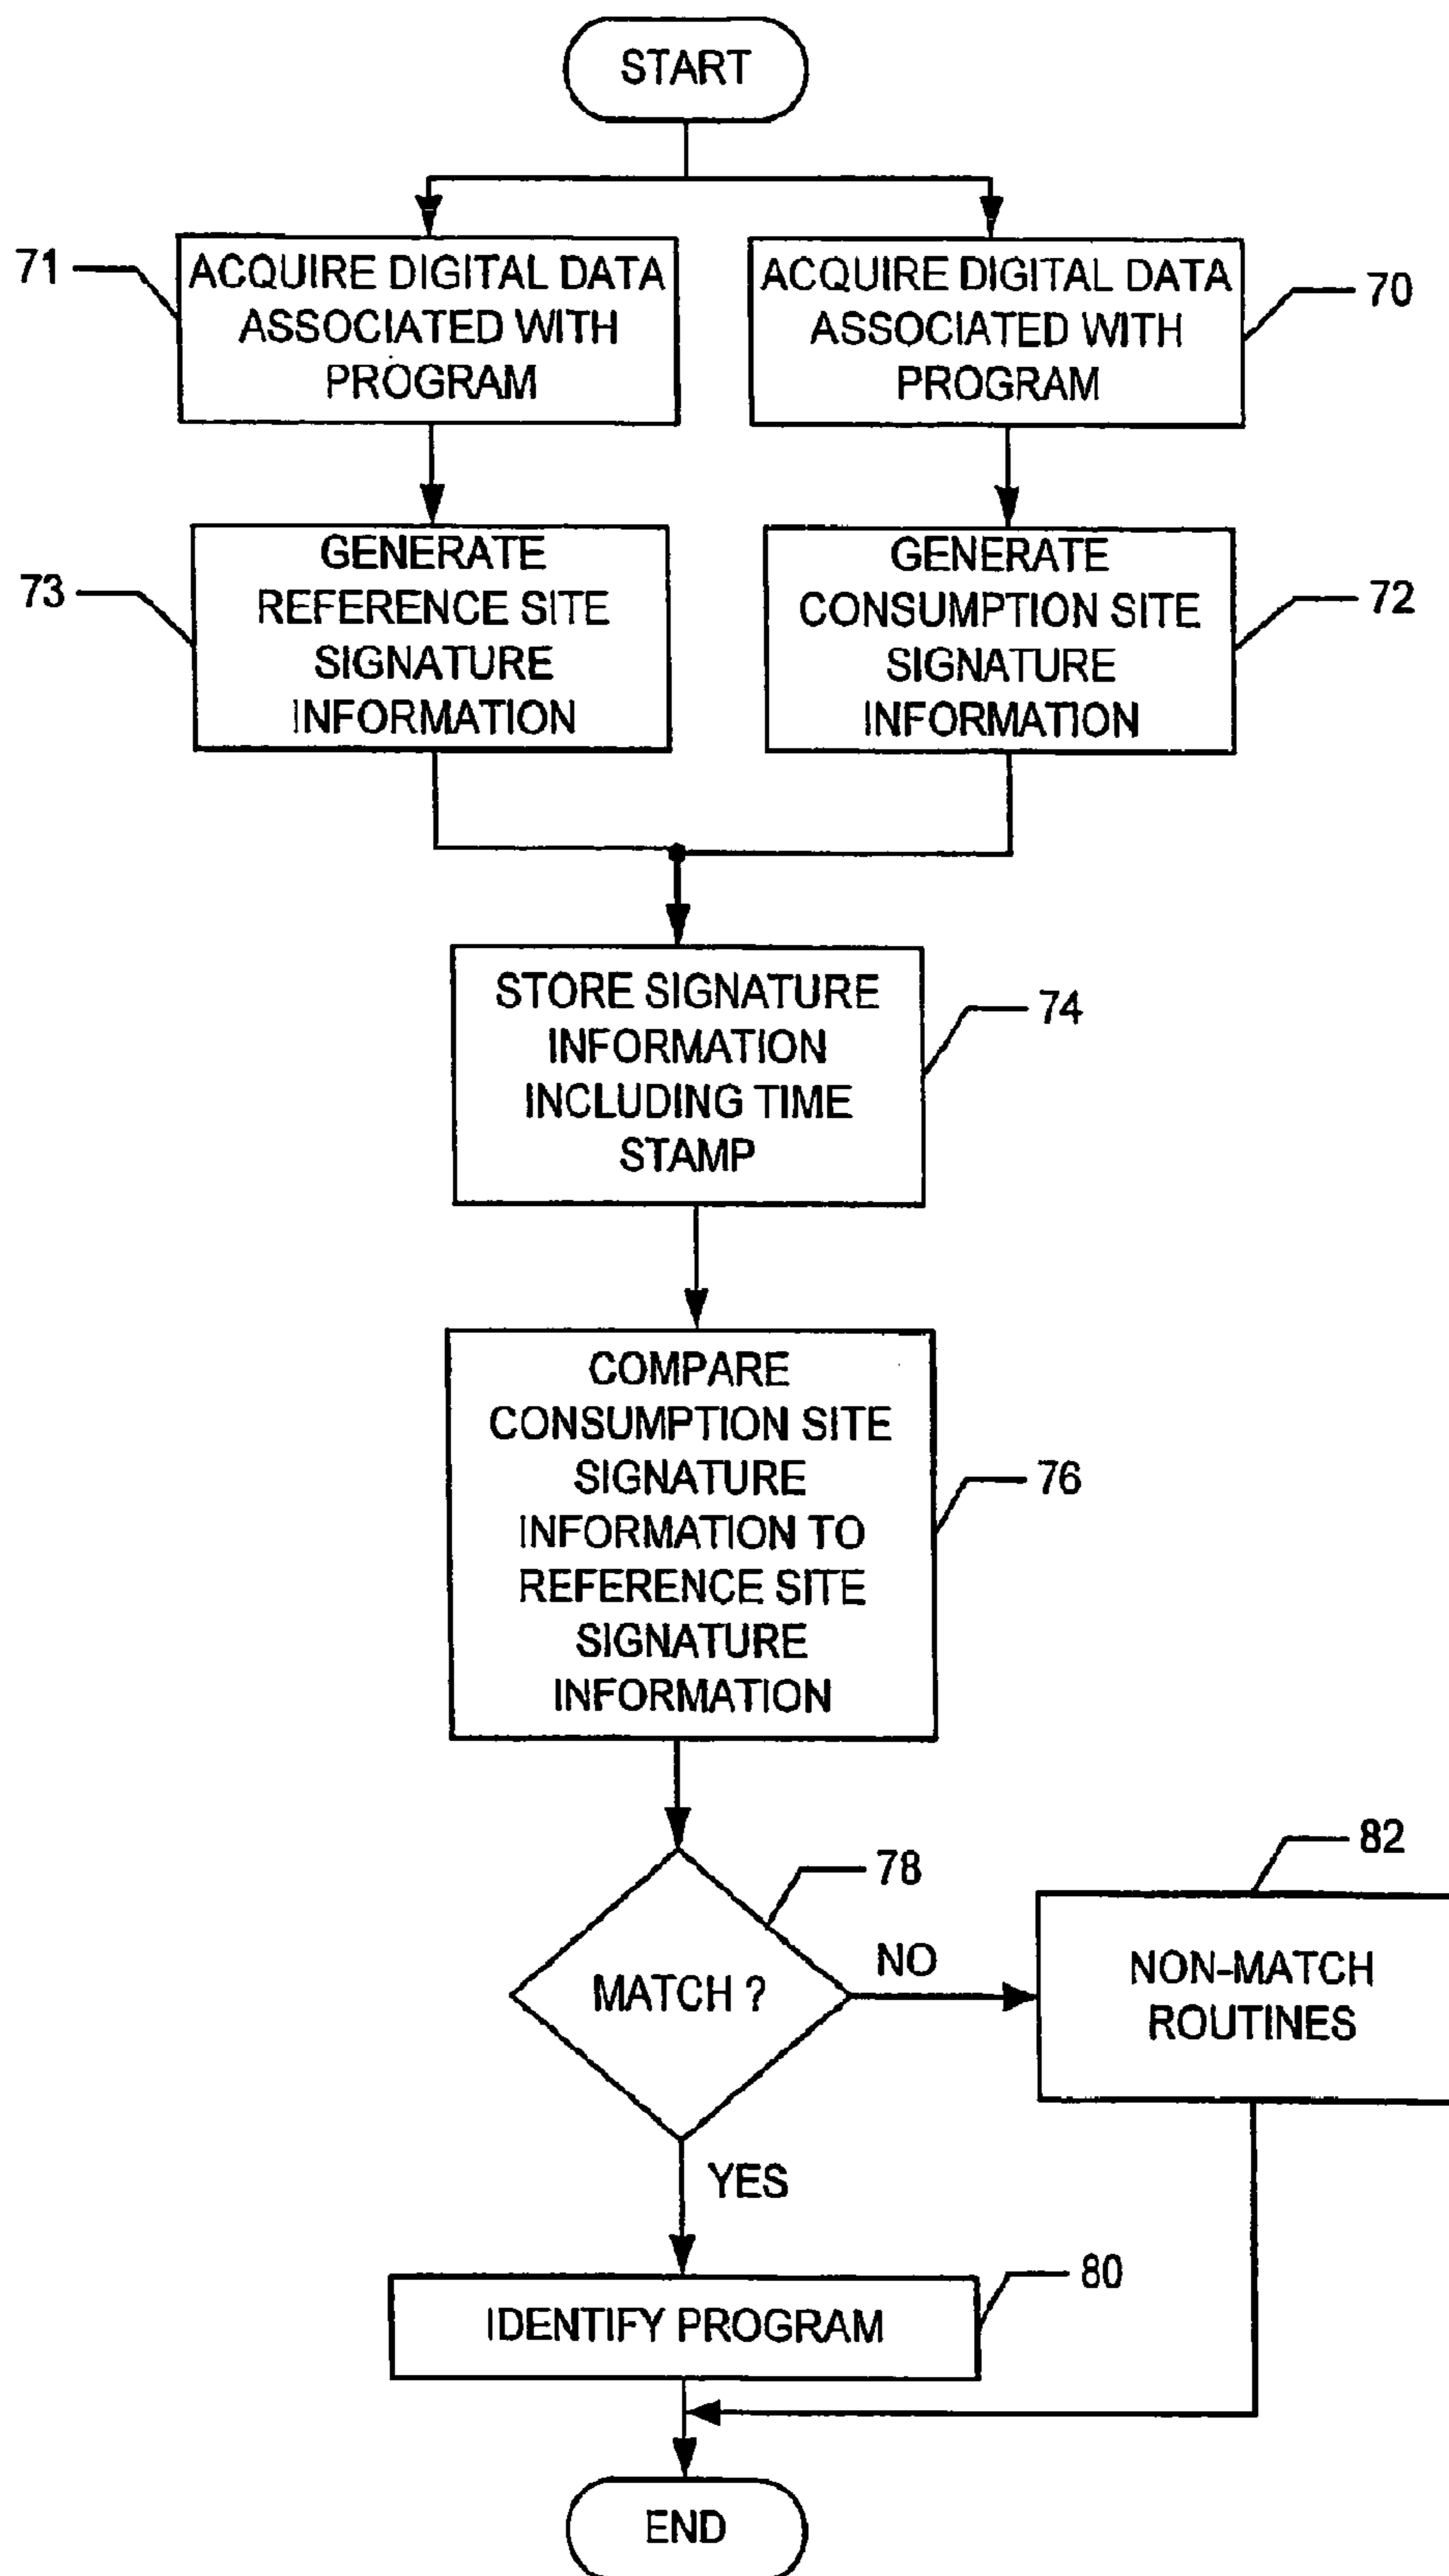 START
71
ACQUIRE DIGITAL DATA
ASSOCIATED WITH
PROGRAM
ACQUIRE DIGITAL DATA
ASSOCIATED WITH
PROGRAM
70
73
GENERATE
REFERENCE SITE
SIGNATURE
INFORMATION
GENERATE
CONSUMPTION SITE
SIGNATURE
INFORMATION
72
STORE SIGNATURE
INFORMATION
INCLUDING TIME
STAMP
74
COMPARE
CONSUMPTION SITE
SIGNATURE
INFORMATION TO
REFERENCE SITE
SIGNATURE
INFORMATION
76
78
MATCH ?
NO
82
NON-MATCH
ROUTINES
YES
80
IDENTIFY PROGRAM
END